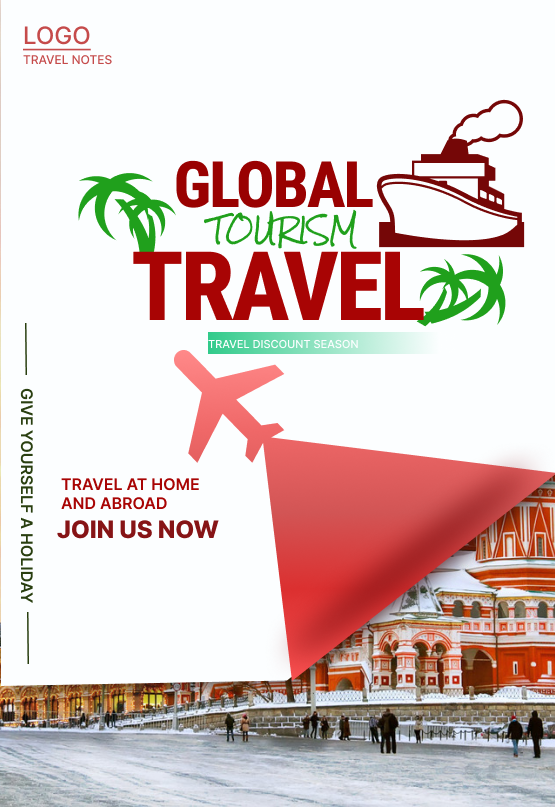 LOGO
TRAVEL NOTES
GLOBAL
TOURISM
TRAVEL
TRAVEL DISCOUNT SEASON
GIVE YOURSELF A HOLIDAY
TRAVEL AT HOME
AND ABROAD
JOIN US NOW